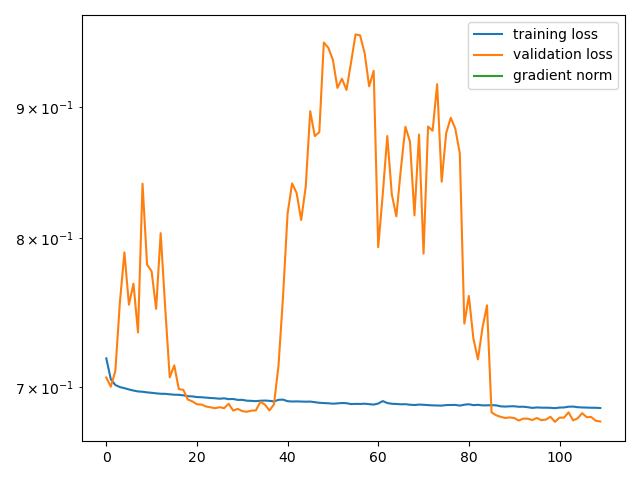 training loss
validation loss
gradient norm
9 × 10⁻¹
8 × 10⁻¹
7 × 10⁻¹
0 20 40 60 80 100